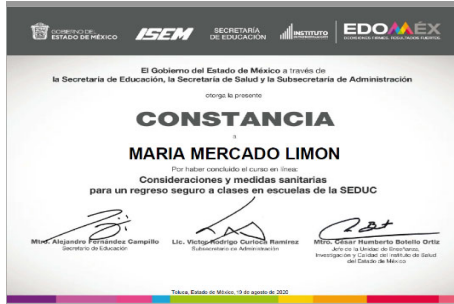 GOBIERNO DEL
ESTADO DE MÉXICO
ISEM
SECRETARÍA
DE EDUCACIÓN
INSTITUTO
EDOMÉX
DECISIONES FIRMES, RESULTADOS FUERTES.
El Gobierno del Estado de México a través de
la Secretaría de Educación, la Secretaría de Salud y la Subsecretaría de Administración
otorga la presente
CONSTANCIA
a
MARIA MERCADO LIMON
Por haber concluido el curso en línea:
Consideraciones y medidas sanitarias
para un regreso seguro a clases en escuelas de la SEDUC
Mtro. Alejandro Fernández Campillo
Secretario de Educación
Lic. Victor Rodrigo Curioca Ramírez
Subsecretario de Administración
Mtro. César Humberto Botello Ortiz
Jefe de la Unidad de Enseñanza,
Investigación y Calidad del Instituto de Salud
del Estado de México
Toluca, Estado de México, 19 de agosto de 2020